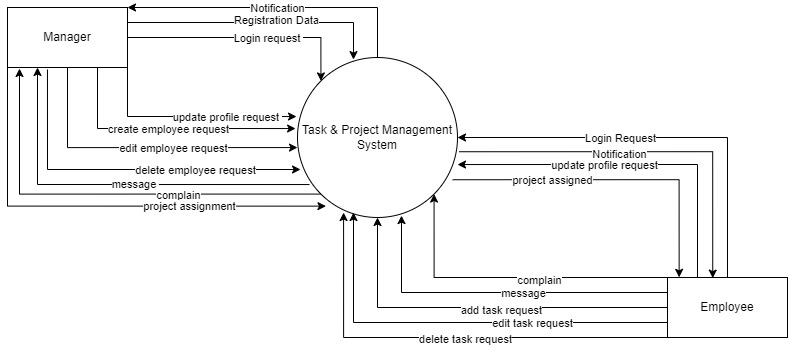 Notification
Registration Data
Manager
Login request
update profile request
create employee request
Task & Project Management
System
Login Request
edit employee request
Notification
update profile request
delete employee request
project assigned
message
complain
project assignment
complain
message
Employee
add task request
edit task request
delete task request